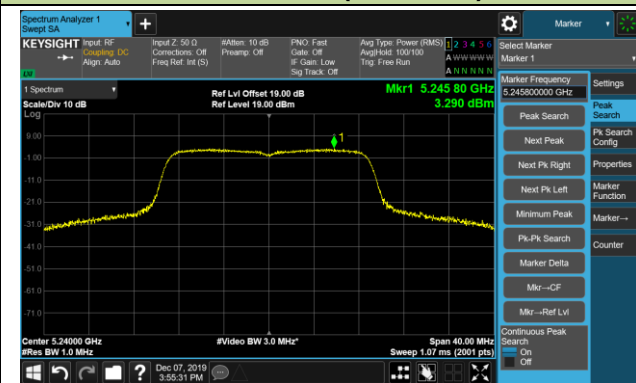 Spectrum Analyzer 1
Swept SA
Marker
KEYSIGHT
Input: RF
Coupling: DC
Align: Auto
Input Z: 50 Ω
Corrections: Off
Freq Ref: Int (S)
#Atten: 10 dB
Preamp: Off
PNO: Fast
Gate: Off
IF Gain: Low
Sig Track: Off
Avg Type: Power (RMS)
Avg|Hold: 100/100
Trig: Free Run
1 2 3 4 5 6
A W W W W W
A N N N N N
Select Marker
Marker 1
1 Spectrum
Scale/Div 10 dB
Log
Ref Lvl Offset 19.00 dB
Ref Level 19.00 dBm
Mkr1 5.245 80 GHz
3.290 dBm
9.00
-1.00
-11.0
-21.0
-31.0
-41.0
-51.0
-61.0
-71.0
1
Center 5.24000 GHz
#Res BW 1.0 MHz
#Video BW 3.0 MHz*
Span 40.00 MHz
Sweep 1.07 ms (2001 pts)
Marker Frequency
5.245800000 GHz
Peak Search
Next Peak
Next Pk Right
Next Pk Left
Minimum Peak
Pk-Pk Search
Marker Delta
Mkr→CF
Mkr→Ref Lvl
Continuous Peak
Search
On
Off
Settings
Peak
Search
Pk Search
Config
Properties
Marker
Function
Marker→
Counter
Dec 07, 2019
3:55:31 PM